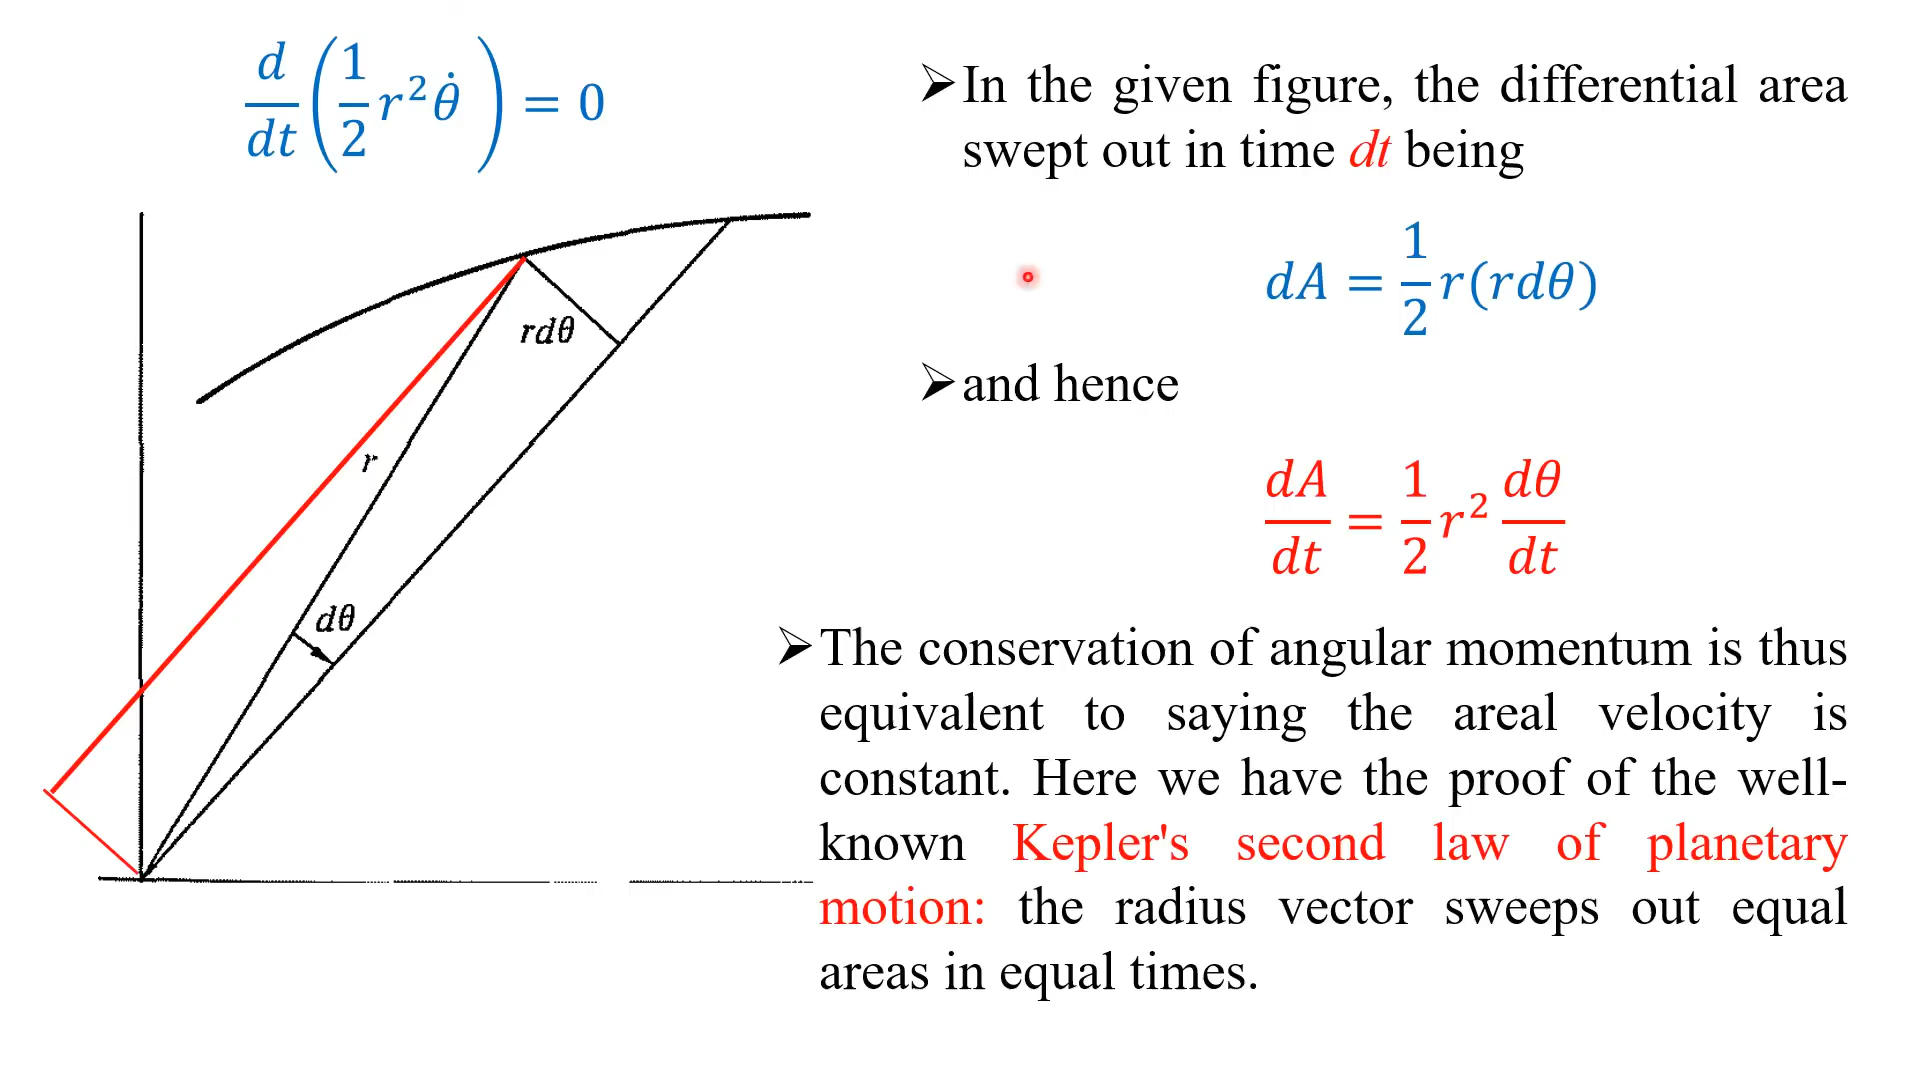 d/dt(1/2 r²θ̇ ) = 0
➢In the given figure, the differential area
swept out in time dt being
dA = 1/2 r(rdθ)
➢and hence
dA/dt = 1/2 r² dθ/dt
rdθ
r
dθ
➢The conservation of angular momentum is thus
equivalent to saying the areal velocity is
constant. Here we have the proof of the well-
known Kepler's second law of planetary
motion: the radius vector sweeps out equal
areas in equal times.